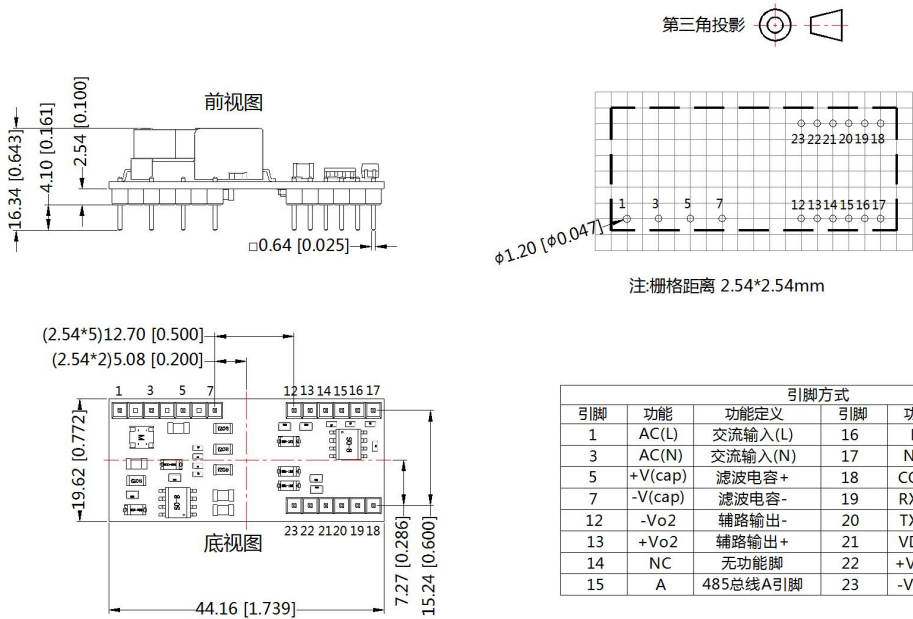 第三角投影
前视图
16.34 [0.643]
4.10 [0.161]
2.54 [0.100]
□0.64 [0.025]
23 22 21 20 19 18
1 3 5 7 12 13 14 15 16 17
ϕ1.20 [ϕ0.047]
注:栅格距离 2.54*2.54mm
(2.54*5)12.70 [0.500]
(2.54*2)5.08 [0.200]
1 3 5 7 12 13 14 15 16 17
19.62 [0.772]
SO-8
SO-8
底视图
23 22 21 20 19 18
7.27 [0.286]
15.24 [0.600]
44.16 [1.739]
引脚方式
引脚 功能 功能定义 引脚
1 AC(L) 交流输入(L) 16
3 AC(N) 交流输入(N) 17
5 +V(cap) 滤波电容+ 18
7 -V(cap) 滤波电容- 19
12 -Vo2 辅路输出- 20
13 +Vo2 辅路输出+ 21
14 NC 无功能脚 22
15 A 485总线A引脚 23